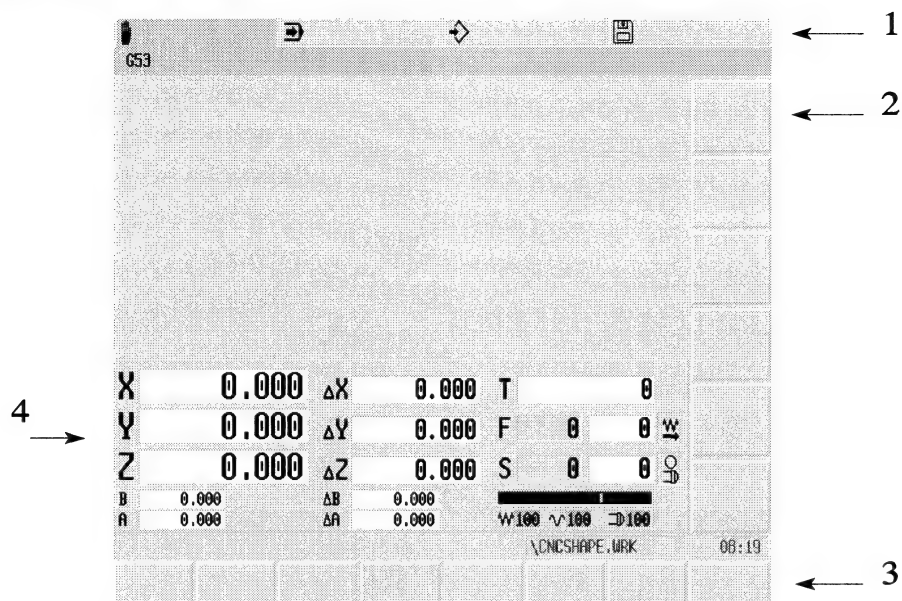 1
G53
2
X 0.000 ΔX 0.000 T 0
4
Y 0.000 ΔY 0.000 F 0 0
Z 0.000 ΔZ 0.000 S 0 0
B 0.000 ΔB 0.000
A 0.000 ΔA 0.000 100 100 100
\CNCSHAPE.WRK 08:19
3